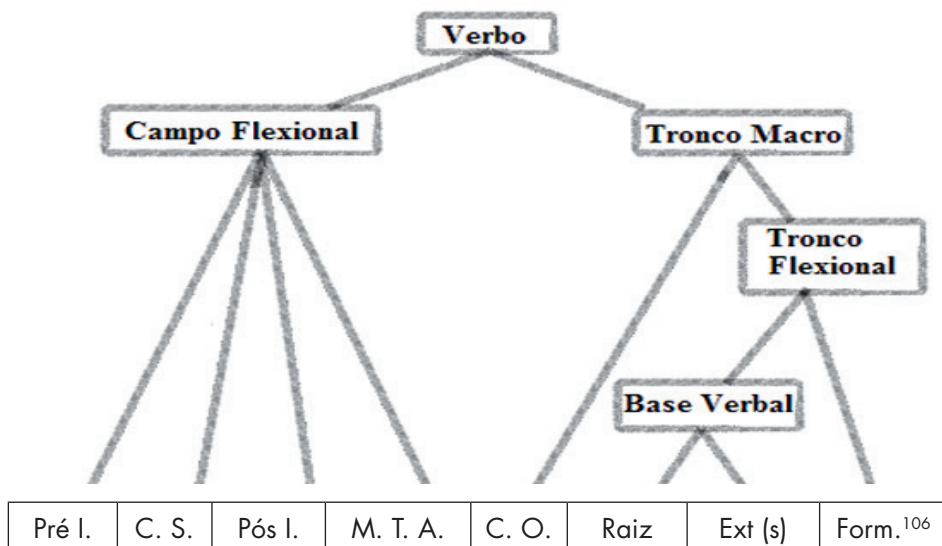 Verbo
Campo Flexional
Tronco Macro
Tronco
Flexional
Base Verbal
Pré I. C. S. Pós I. M. T. A. C. O. Raiz Ext (s) Form.106